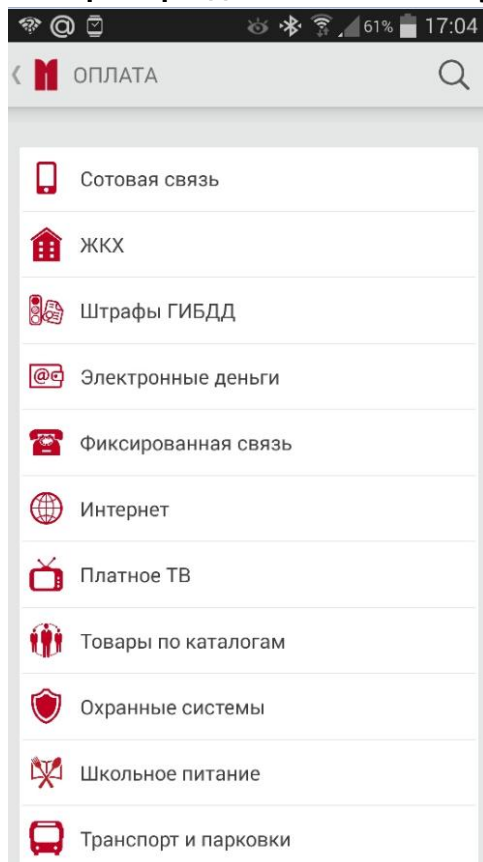 61% 17:04
ОПЛАТА
Сотовая связь
ЖКХ
Штрафы ГИБДД
Электронные деньги
Фиксированная связь
Интернет
Платное ТВ
Товары по каталогам
Охранные системы
Школьное питание
Транспорт и парковки